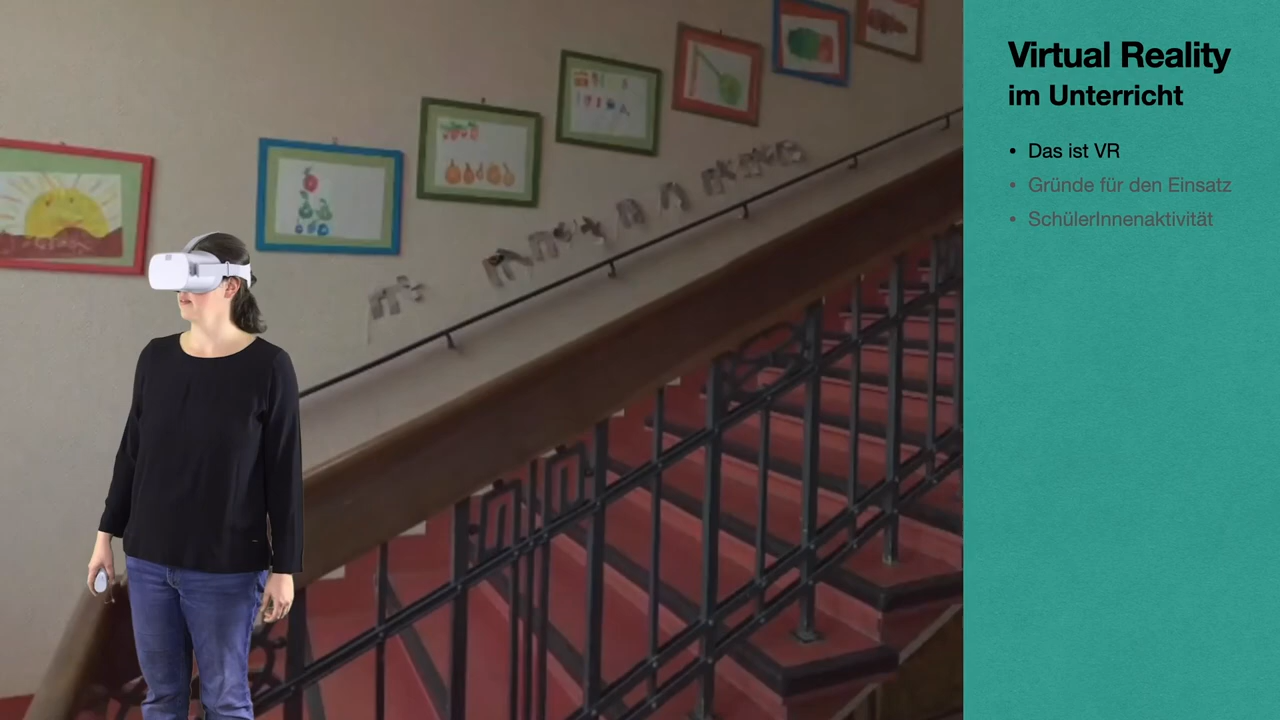 Virtual Reality
im Unterricht
• Das ist VR
• Gründe für den Einsatz
• SchülerInnenaktivität